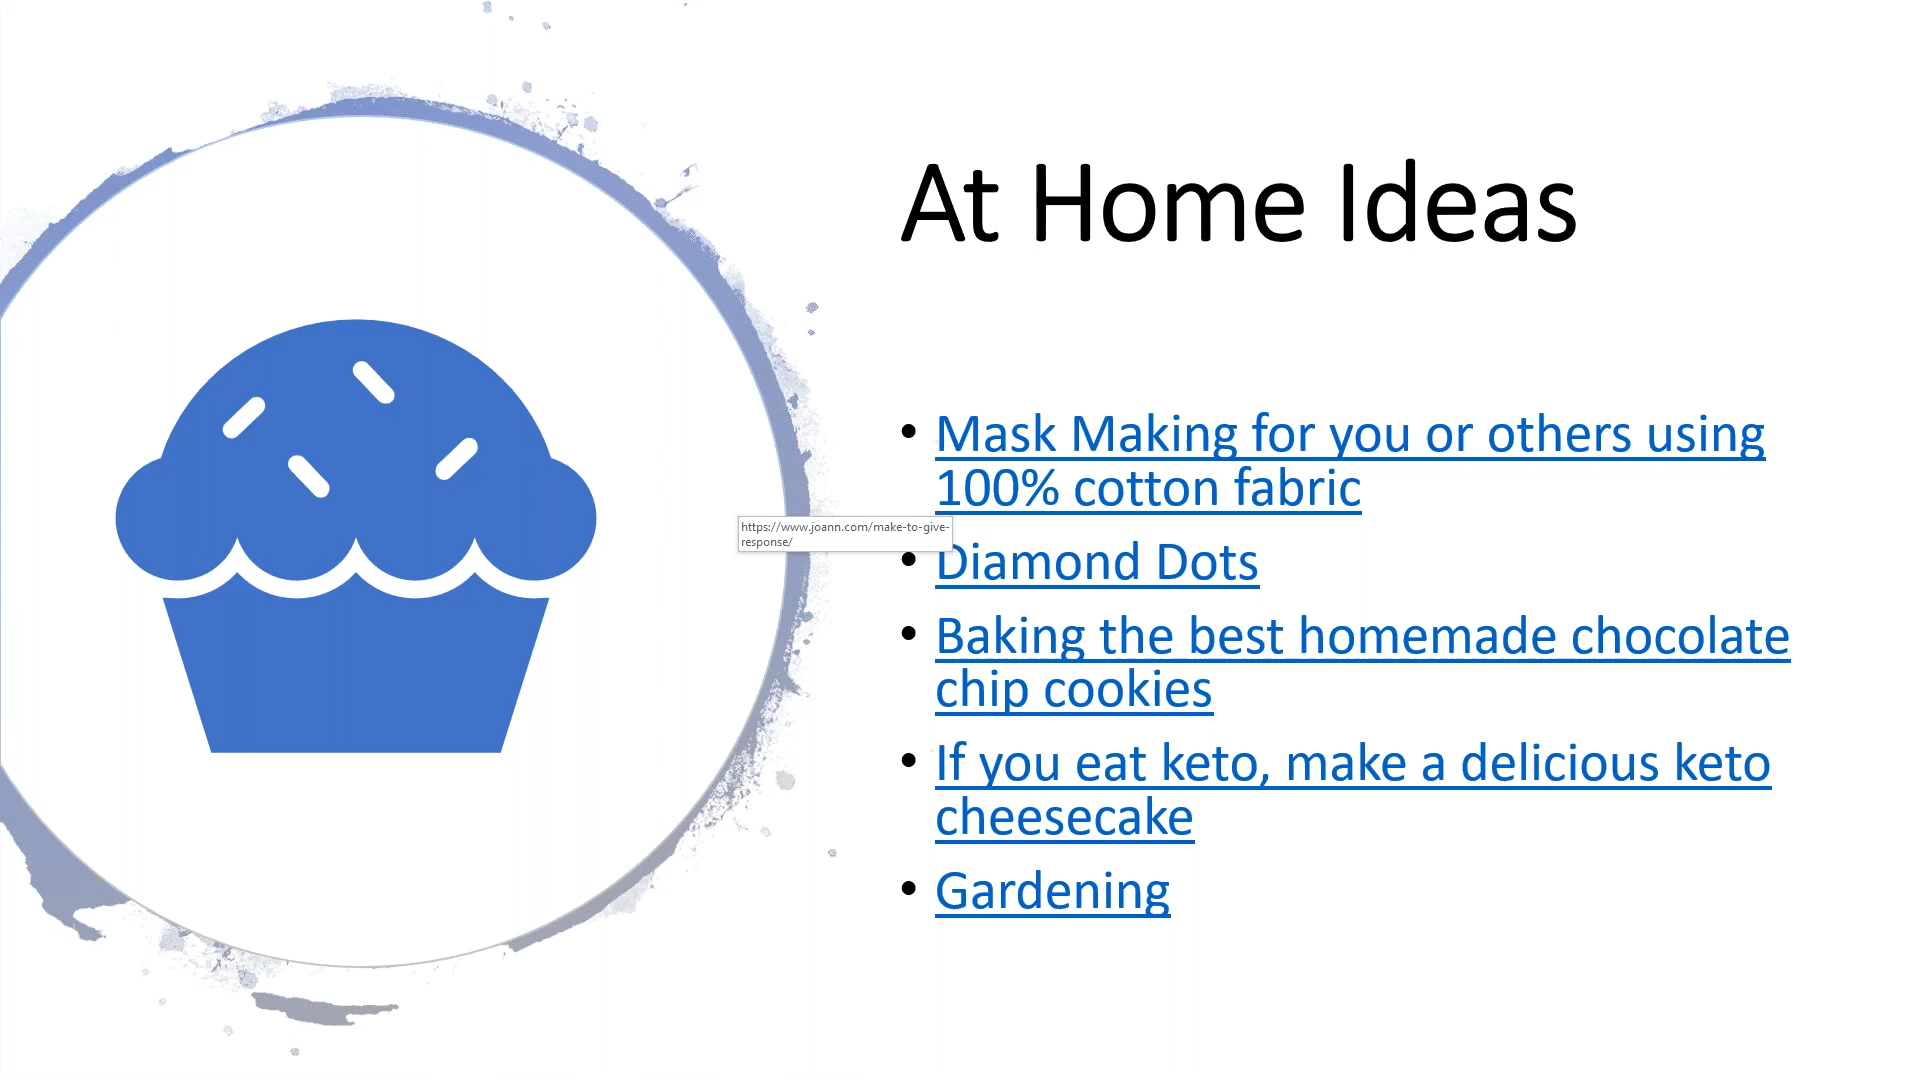 At Home Ideas
• Mask Making for you or others using
100% cotton fabric
https://www.joann.com/make-to-give-
response/
• Diamond Dots
• Baking the best homemade chocolate
chip cookies
• If you eat keto, make a delicious keto
cheesecake
• Gardening